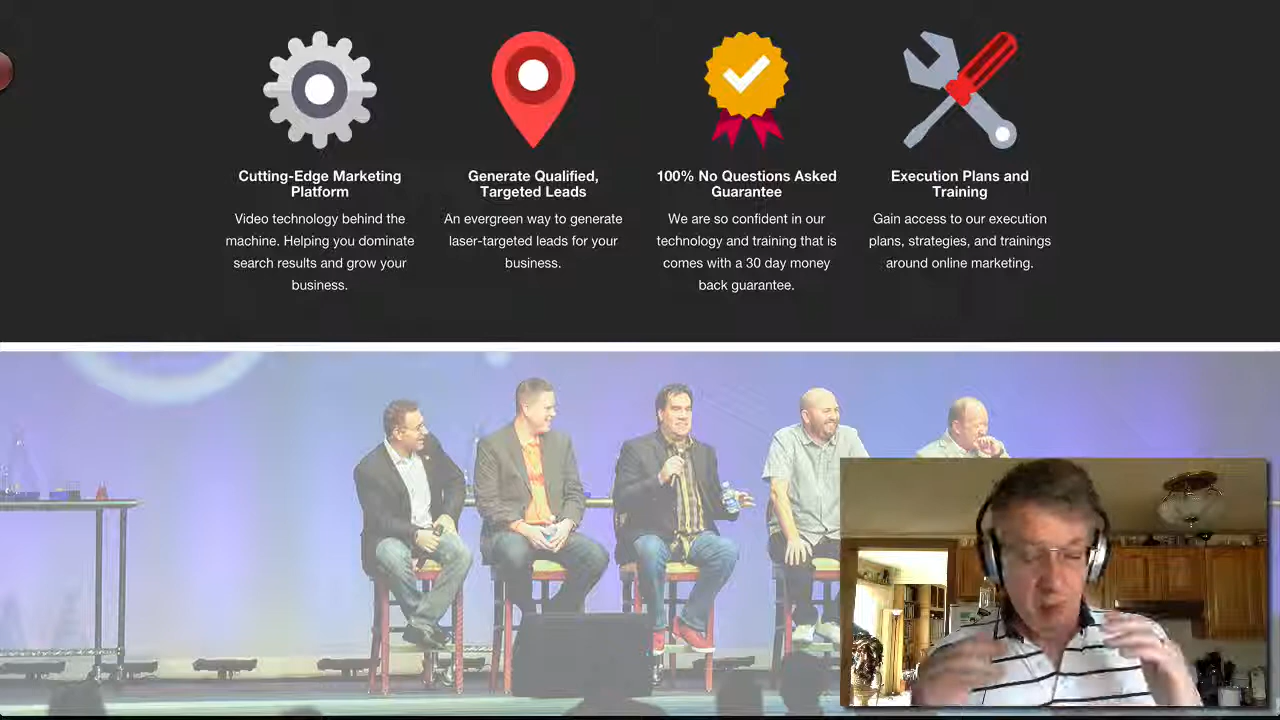 Cutting-Edge Marketing
Platform
Video technology behind the
machine. Helping you dominate
search results and grow your
business.
Generate Qualified,
Targeted Leads
An evergreen way to generate
laser-targeted leads for your
business.
100% No Questions Asked
Guarantee
We are so confident in our
technology and training that is
comes with a 30 day money
back guarantee.
Execution Plans and
Training
Gain access to our execution
plans, strategies, and trainings
around online marketing.